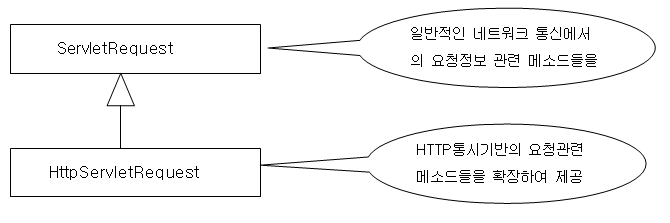 ServletRequest
일반적인 네트워크 통신에서
의 요청정보 관련 메소드들을
HttpServletRequest
HTTP통시기반의 요청관련
메소드들을 확장하여 제공